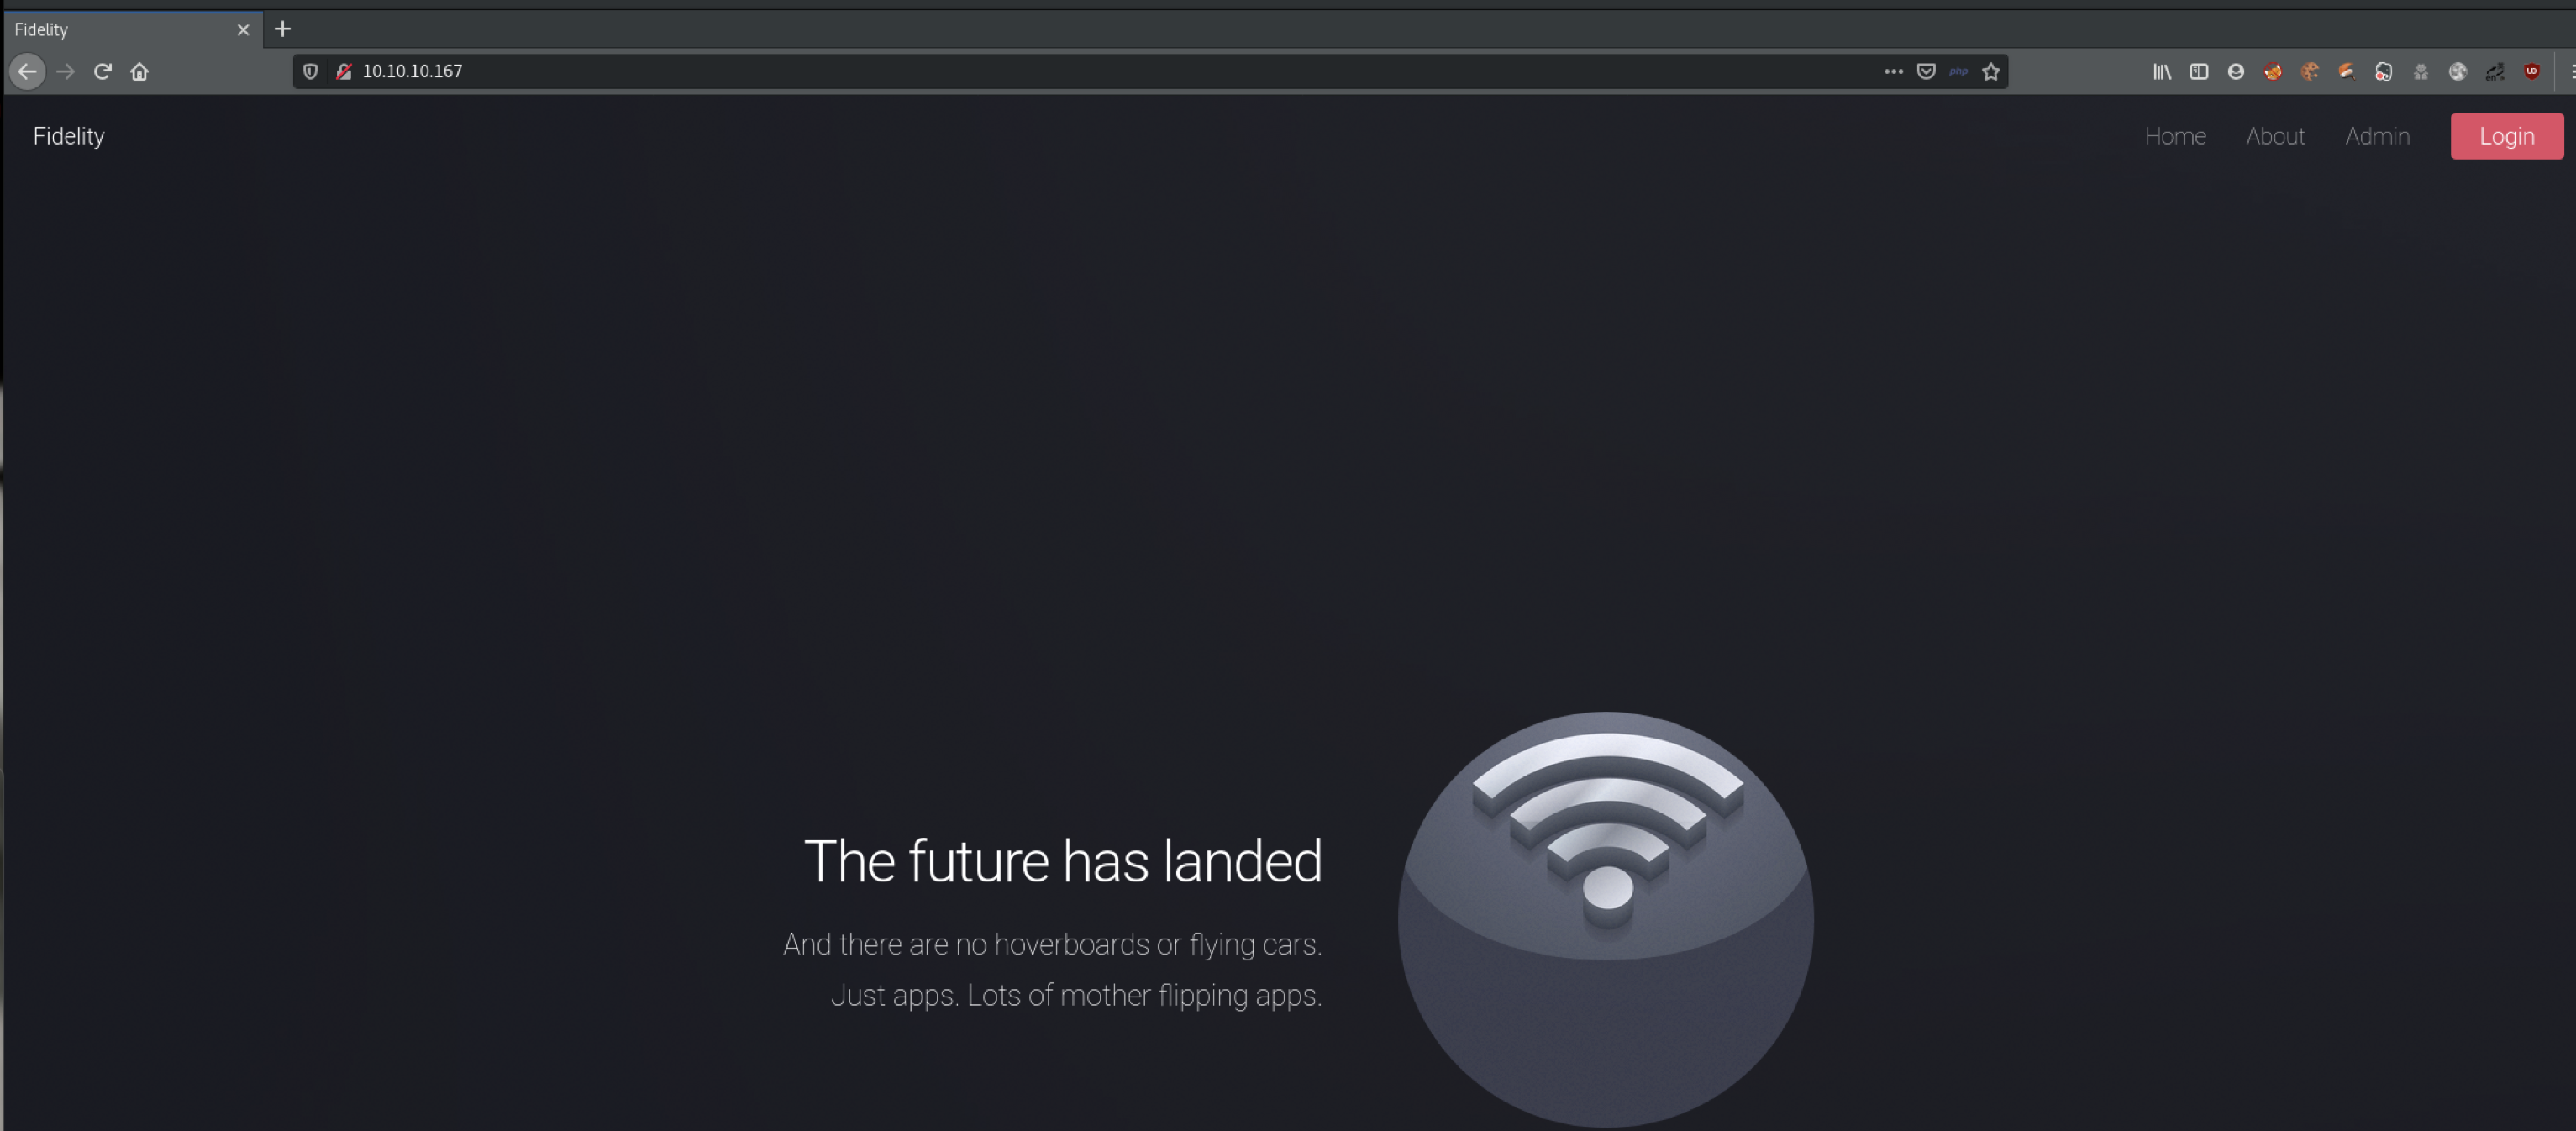 Fidelity
10.10.10.167
php
Fidelity
Home About Admin Login
The future has landed
And there are no hoverboards or flying cars.
Just apps. Lots of mother flipping apps.